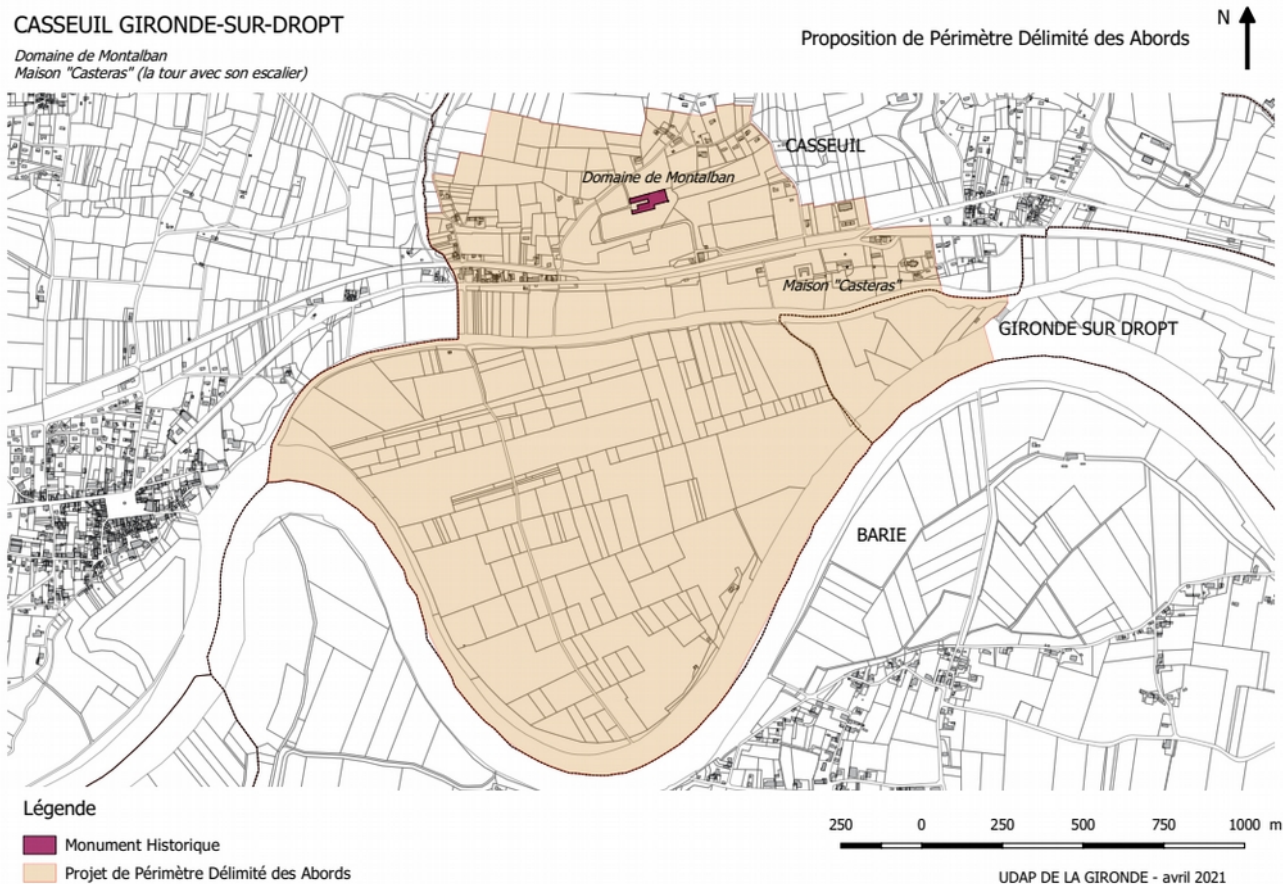 CASSEUIL GIRONDE-SUR-DROPT
Domaine de Montalban
Maison "Casteras" (la tour avec son escalier)
Proposition de Périmètre Délimité des Abords
N
CASSEUIL
Domaine de Montalban
Maison "Casteras"
GIRONDE SUR DROPT
BARIE
Légende
Monument Historique
Projet de Périmètre Délimité des Abords
250 0 250 500 750 1000 m
UDAP DE LA GIRONDE - avril 2021